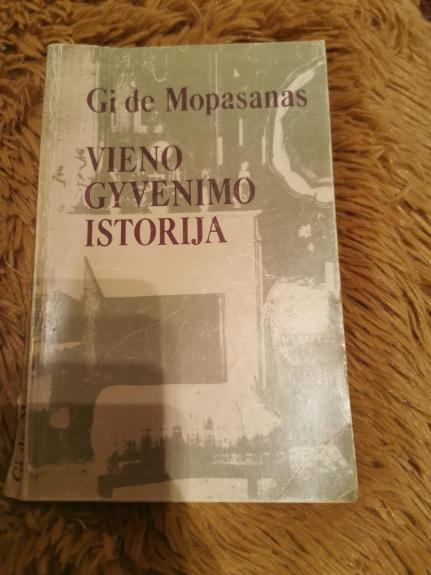 Gi de Mopasanas
VIENO
GYVENIMO
ISTORIJA